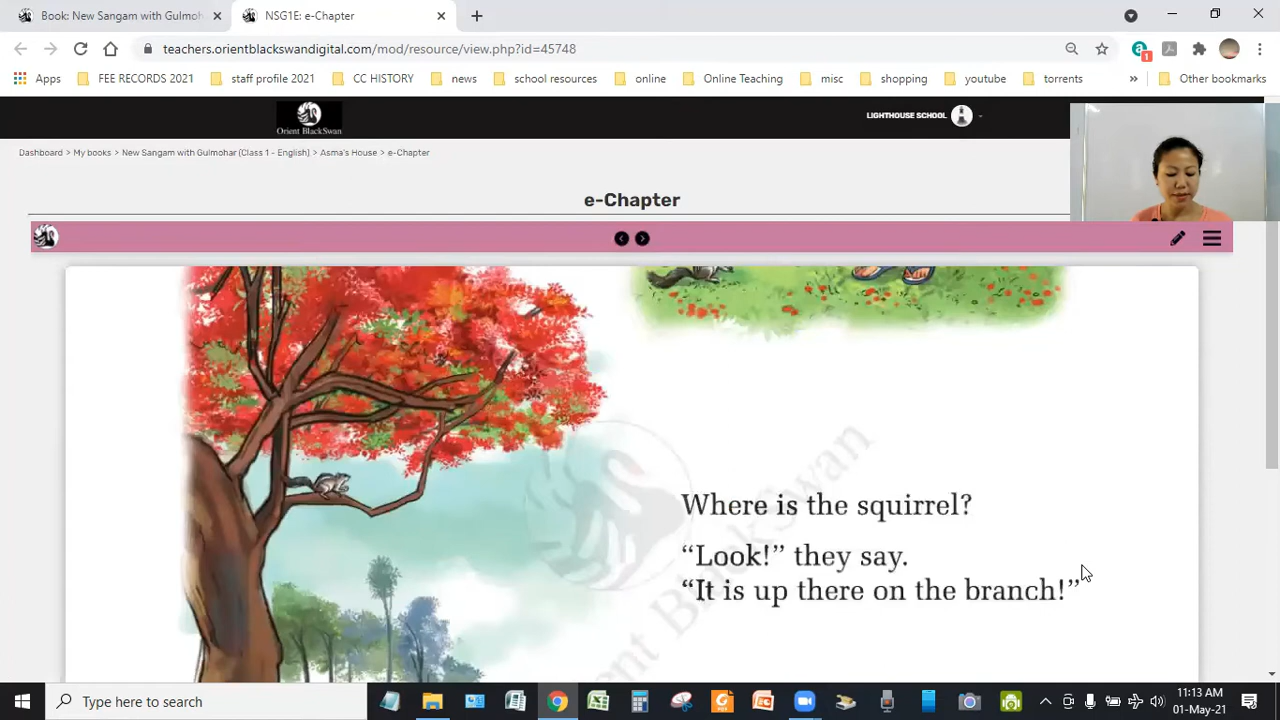 Book: New Sangam with Gulmoh
NSG1E: e-Chapter
teachers.orientblackswandigital.com/mod/resource/view.php?id=45748
Apps FEE RECORDS 2021 staff profile 2021 CC HISTORY news school resources online Online Teaching misc shopping youtube torrents » Other bookmarks
Orient BlackSwan
LIGHTHOUSE SCHOOL
Dashboard > My books > New Sangam with Gulmohar (Class 1 - English) > Asma's House > e-Chapter
e-Chapter
Where is the squirrel?
“Look!” they say.
“It is up there on the branch!”
ent BlackSwan
Type here to search
11:13 AM
01-May-21